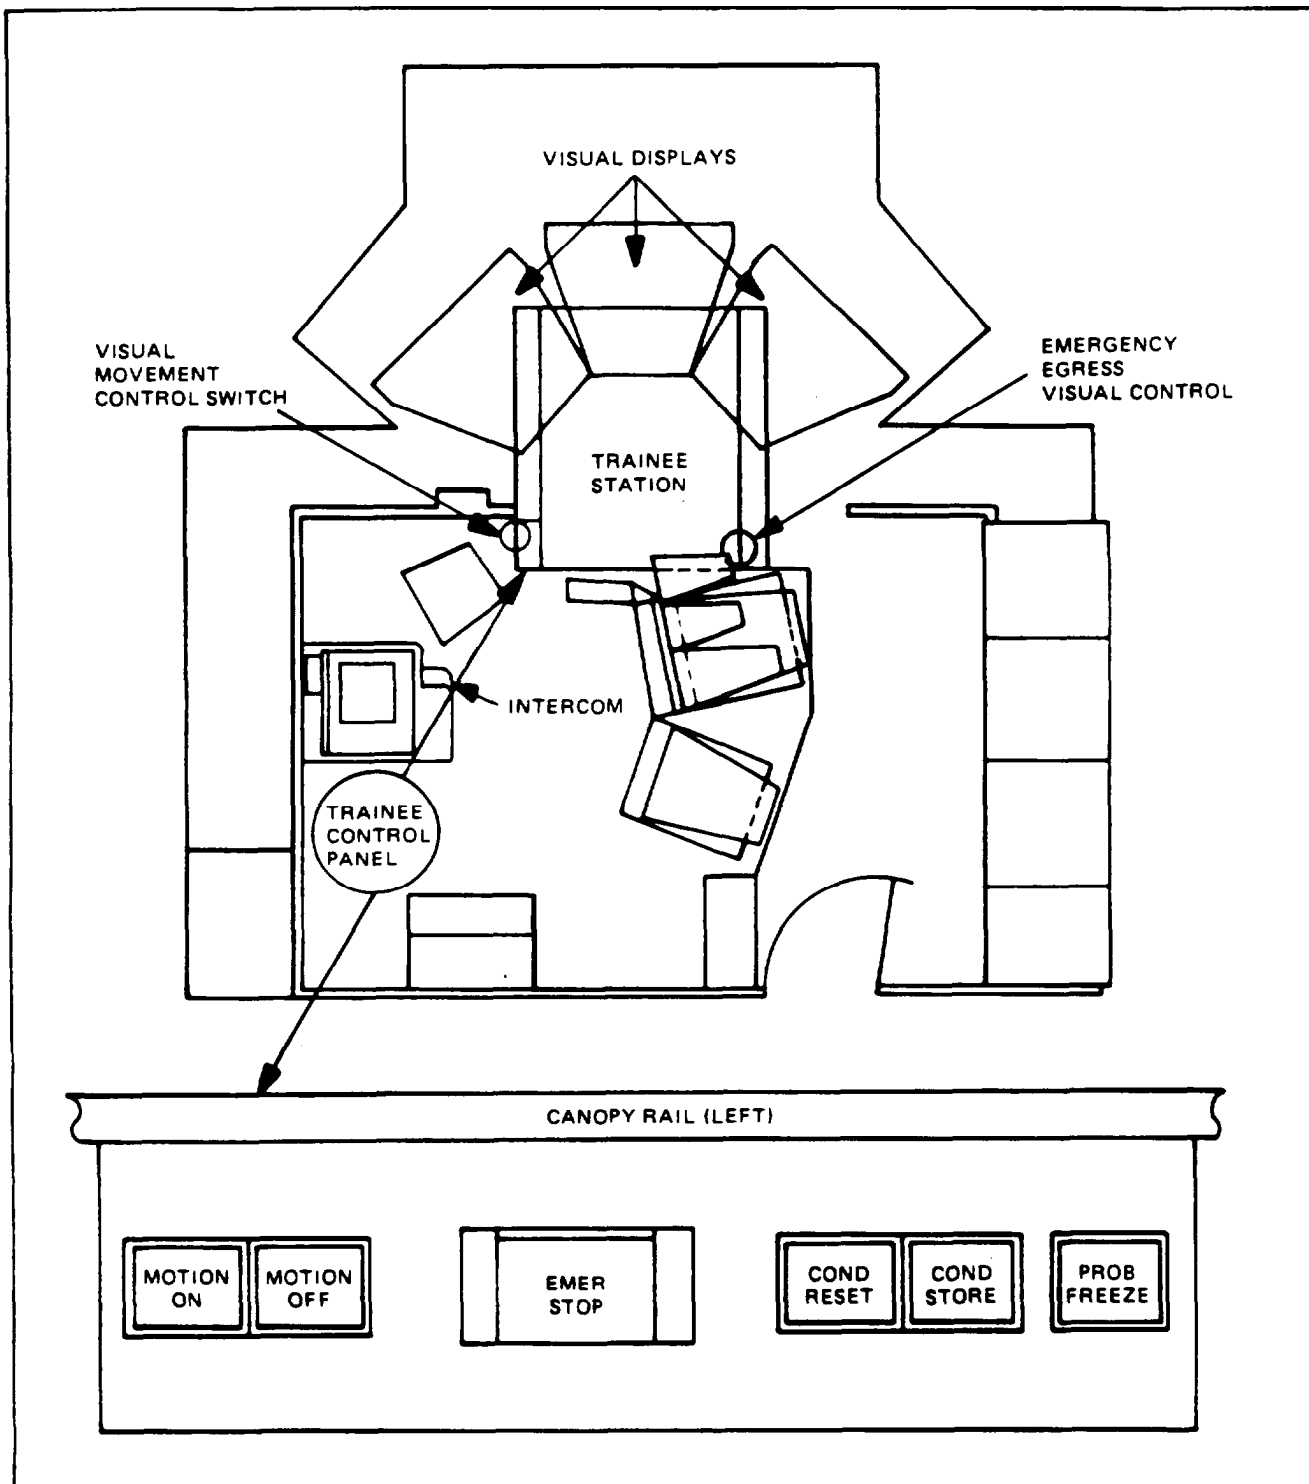 VISUAL DISPLAYS
VISUAL
MOVEMENT
CONTROL SWITCH
EMERGENCY
EGRESS
VISUAL CONTROL
TRAINEE
STATION
INTERCOM
TRAINEE
CONTROL
PANEL
CANOPY RAIL (LEFT)
MOTION
ON
MOTION
OFF
EMER
STOP
COND
RESET
COND
STORE
PROB
FREEZE